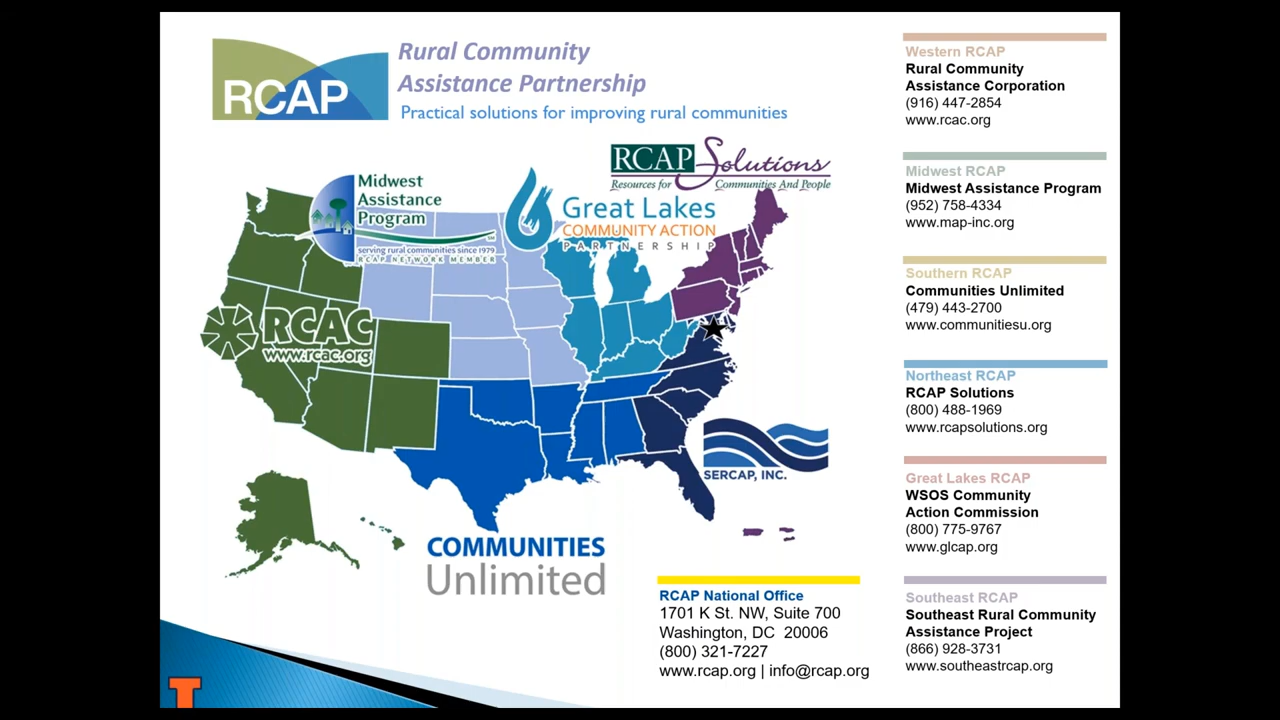 RCAP
Rural Community
Assistance Partnership
Practical solutions for improving rural communities
RCAP Solutions
Resources for Communities And People
Midwest
Assistance
Program
SM
serving rural communities since 1979
RCAP NETWORK MEMBER
Great Lakes
COMMUNITY ACTION
PARTNERSHIP
RCAC
www.rcac.org
SERCAP, INC.
COMMUNITIES
Unlimited
RCAP National Office
1701 K St. NW, Suite 700
Washington, DC 20006
(800) 321-7227
www.rcap.org | info@rcap.org
Western RCAP
Rural Community
Assistance Corporation
(916) 447-2854
www.rcac.org
Midwest RCAP
Midwest Assistance Program
(952) 758-4334
www.map-inc.org
Southern RCAP
Communities Unlimited
(479) 443-2700
www.communitiesu.org
Northeast RCAP
RCAP Solutions
(800) 488-1969
www.rcapsolutions.org
Great Lakes RCAP
WSOS Community
Action Commission
(800) 775-9767
www.glcap.org
Southeast RCAP
Southeast Rural Community
Assistance Project
(866) 928-3731
www.southeastrcap.org